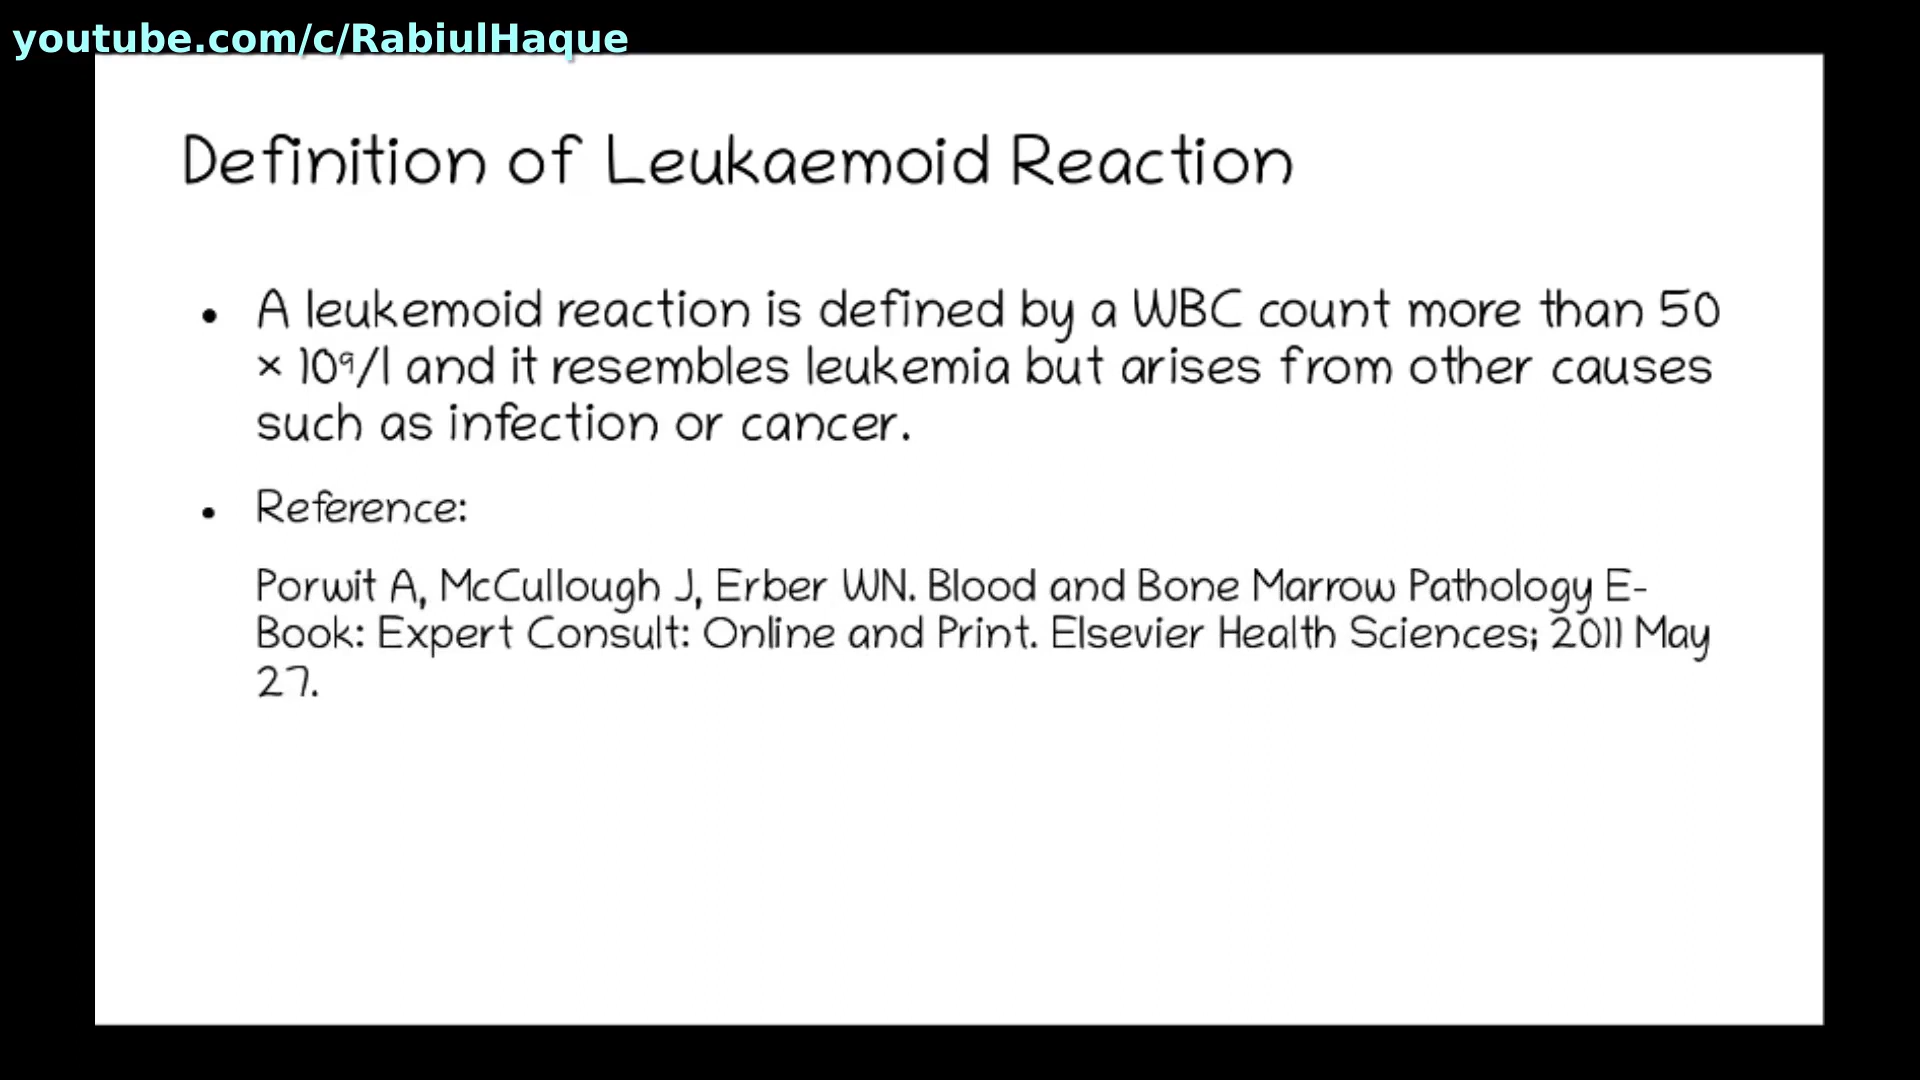 youtube.com/c/RabiulHaque
Definition of Leukaemoid Reaction
• A leukemoid reaction is defined by a WBC count more than 50
× 10⁹/l and it resembles leukemia but arises from other causes
such as infection or cancer.
• Reference:
Porwit A, McCullough J, Erber WN. Blood and Bone Marrow Pathology E-
Book: Expert Consult: Online and Print. Elsevier Health Sciences; 2011 May
27.